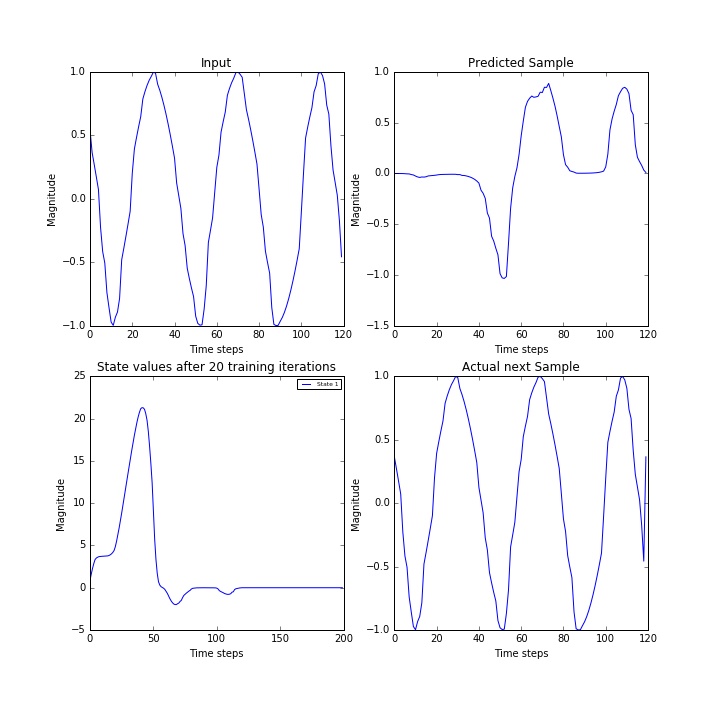 Input
1.0
0.5
0.0
−0.5
−1.0
Magnitude
0 20 40 60 80 100 120
Time steps
Predicted Sample
1.0
0.5
0.0
−0.5
−1.0
−1.5
Magnitude
0 20 40 60 80 100 120
Time steps
State values after 20 training iterations
25
20
15
10
5
0
−5
Magnitude
State 1
0 50 100 150 200
Time steps
Actual next Sample
1.0
0.5
0.0
−0.5
−1.0
Magnitude
0 20 40 60 80 100 120
Time steps